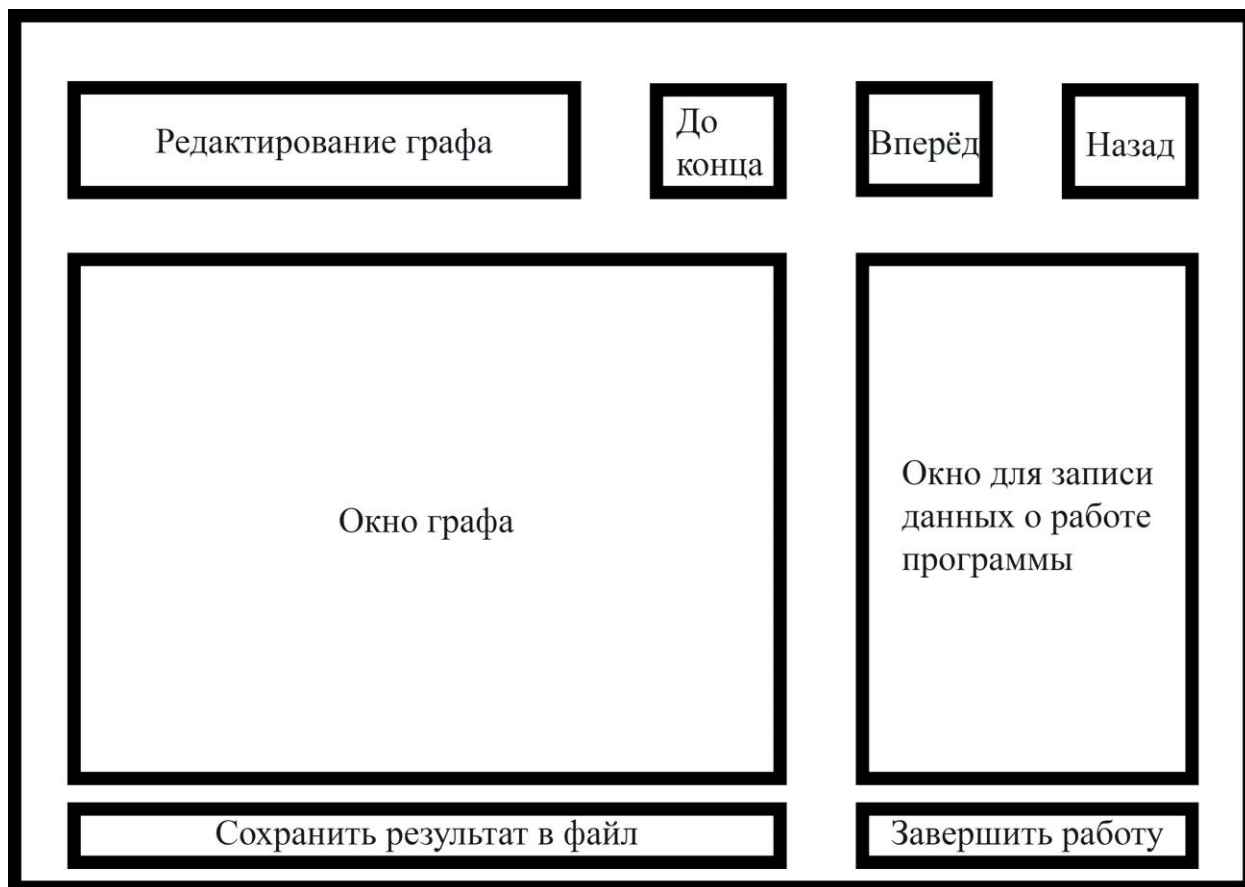 Редактирование графа
До
конца
Вперёд
Назад
Окно графа
Окно для записи
данных о работе
программы
Сохранить результат в файл
Завершить работу